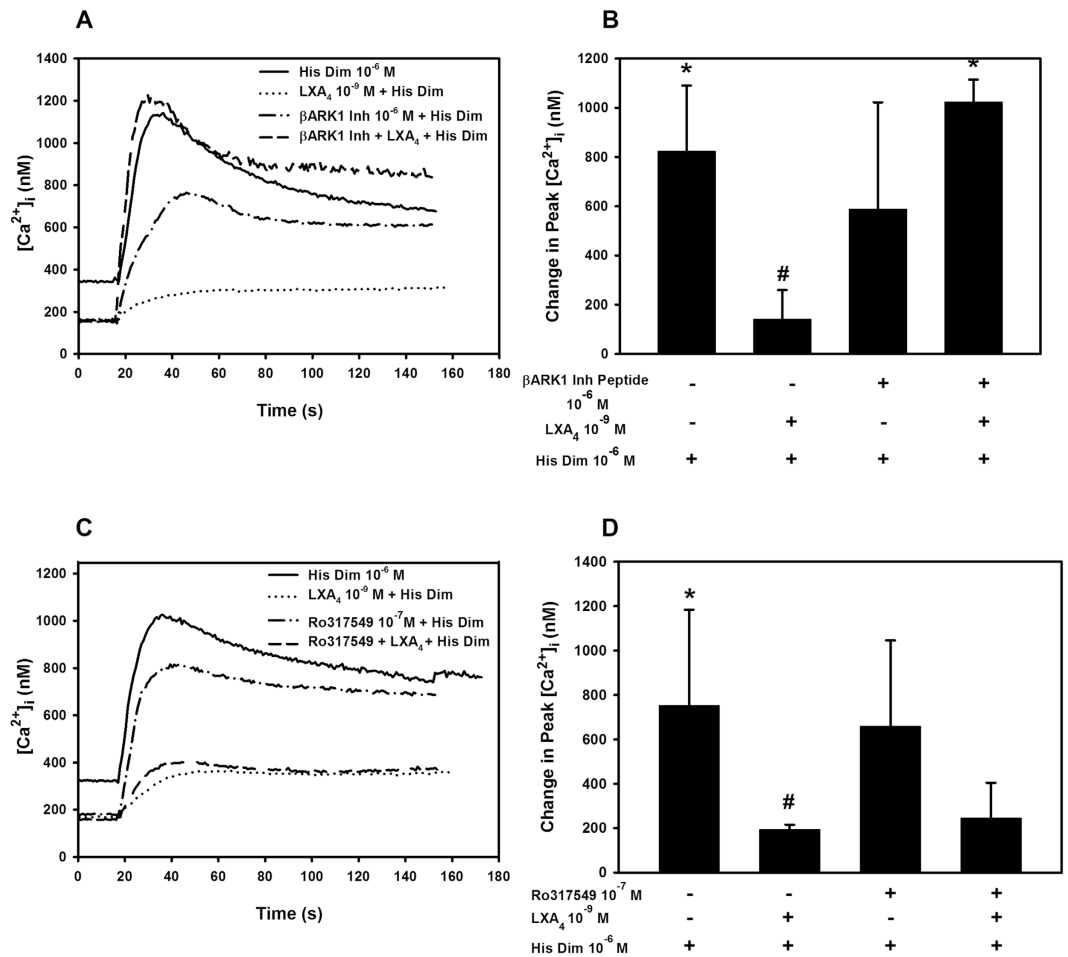 A
[Ca²⁺]ᵢ (nM)
1400
1200
1000
800
600
400
200
0
His Dim 10⁻⁶ M
LXA₄ 10⁻⁹ M + His Dim
βARK1 Inh 10⁻⁶ M + His Dim
βARK1 Inh + LXA₄ + His Dim
0 20 40 60 80 100 120 140 160 180
Time (s)
B
Change in Peak [Ca²⁺]ᵢ (nM)
1200
1000
800
600
400
200
0
* # *
βARK1 Inh Peptide - - + +
10⁻⁶ M
LXA₄ 10⁻⁹ M - + - +
His Dim 10⁻⁶ M + + + +
C
[Ca²⁺]ᵢ (nM)
1200
1000
800
600
400
200
0
His Dim 10⁻⁶ M
LXA₄ 10⁻⁹ M + His Dim
Ro317549 10⁻⁷ M + His Dim
Ro317549 + LXA₄ + His Dim
0 20 40 60 80 100 120 140 160 180
Time (s)
D
Change in Peak [Ca²⁺]ᵢ (nM)
1400
1200
1000
800
600
400
200
0
* #
Ro317549 10⁻⁷ M - - + +
LXA₄ 10⁻⁹ M - + - +
His Dim 10⁻⁶ M + + + +